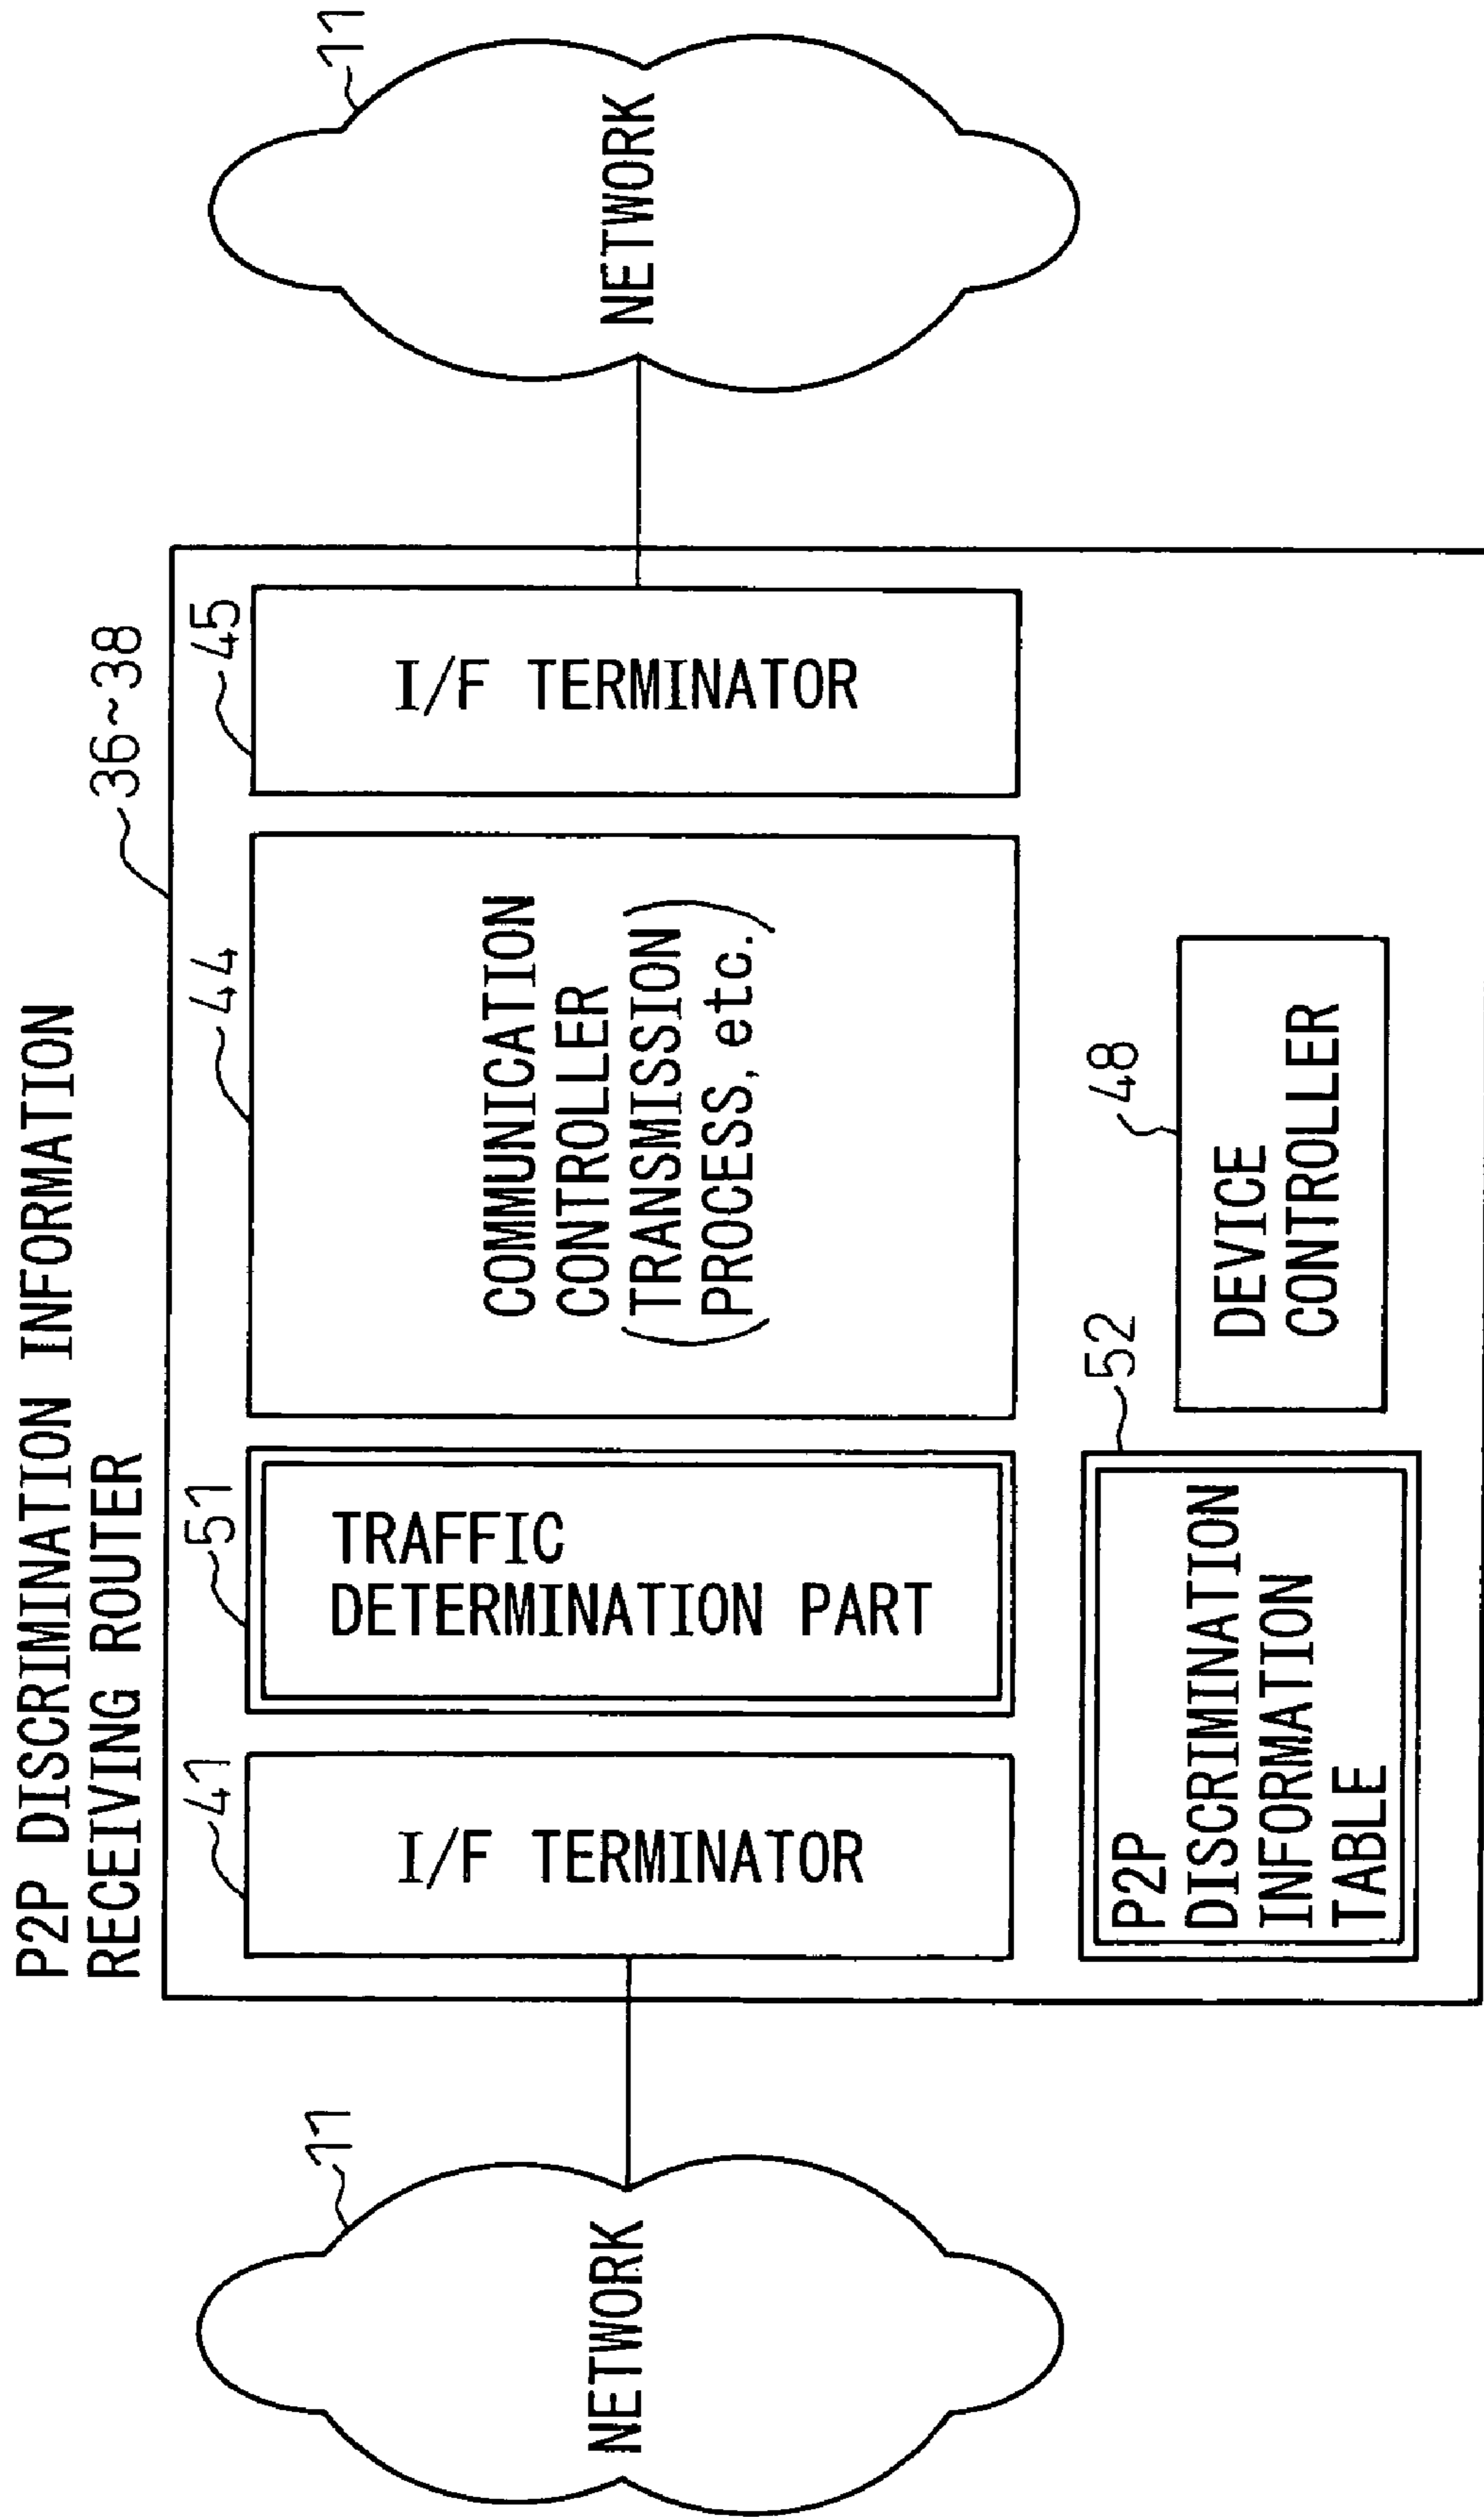 P2P DISCRIMINATION INFORMATION
RECEIVING ROUTER
36~38
11
NETWORK
41
I/F TERMINATOR
51
TRAFFIC
DETERMINATION PART
44
COMMUNICATION
CONTROLLER
(TRANSMISSION
PROCESS, etc.)
45
I/F TERMINATOR
11
NETWORK
52
P2P
DISCRIMINATION
INFORMATION
TABLE
48
DEVICE
CONTROLLER